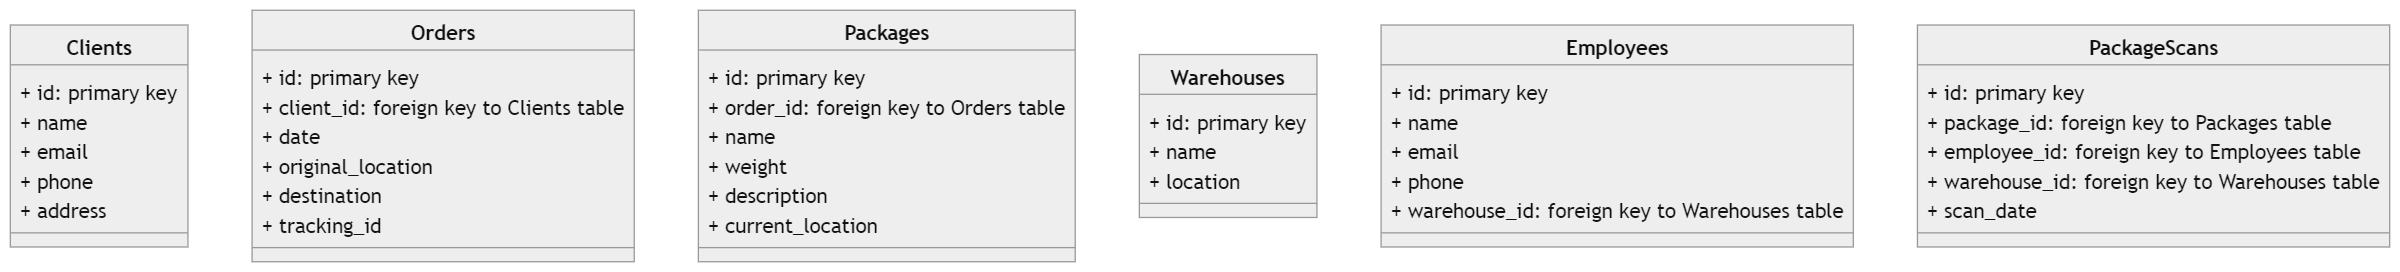 Clients
+ id: primary key
+ name
+ email
+ phone
+ address
Orders
+ id: primary key
+ client_id: foreign key to Clients table
+ date
+ original_location
+ destination
+ tracking_id
Packages
+ id: primary key
+ order_id: foreign key to Orders table
+ name
+ weight
+ description
+ current_location
Warehouses
+ id: primary key
+ name
+ location
Employees
+ id: primary key
+ name
+ email
+ phone
+ warehouse_id: foreign key to Warehouses table
PackageScans
+ id: primary key
+ package_id: foreign key to Packages table
+ employee_id: foreign key to Employees table
+ warehouse_id: foreign key to Warehouses table
+ scan_date